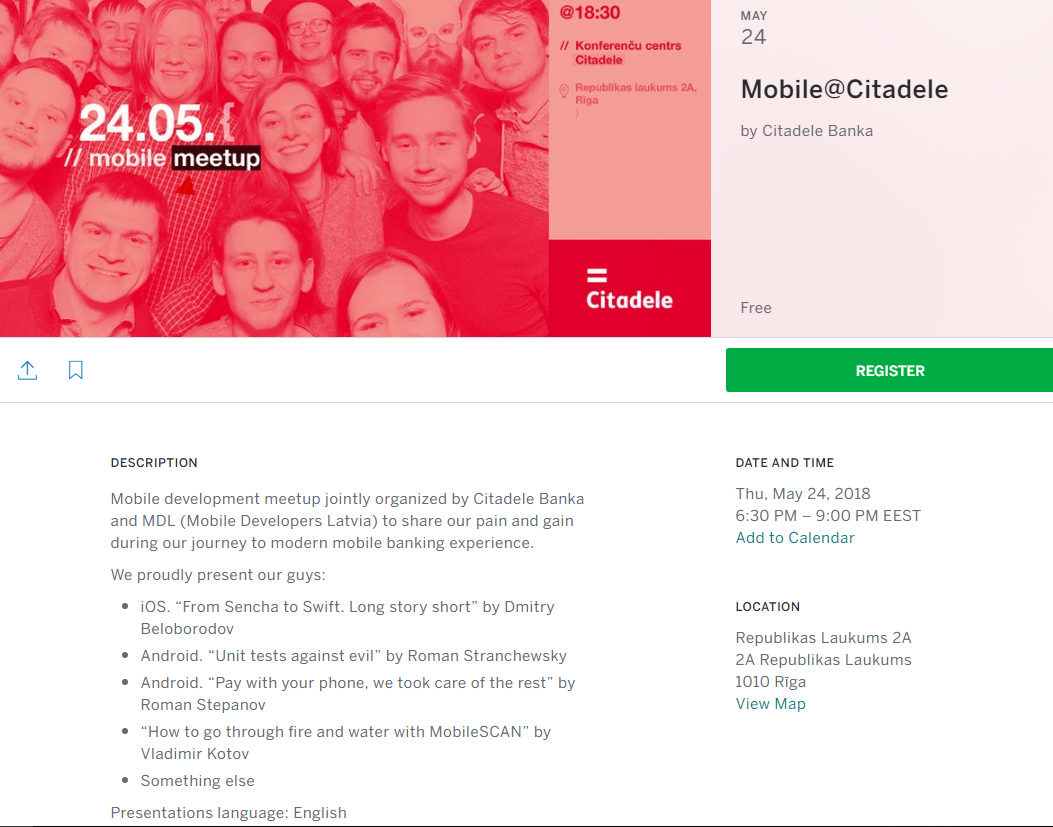 @18:30
// Konferenču centrs
Citadele
Republikas laukums 2A,
Rīga
}
24.05.{
// mobile meetup
Citadele
MAY
24
Mobile@Citadele
by Citadele Banka
Free
REGISTER
DESCRIPTION
Mobile development meetup jointly organized by Citadele Banka
and MDL (Mobile Developers Latvia) to share our pain and gain
during our journey to modern mobile banking experience.
We proudly present our guys:
• iOS. “From Sencha to Swift. Long story short” by Dmitry
Beloborodov
• Android. “Unit tests against evil” by Roman Stranchewsky
• Android. “Pay with your phone, we took care of the rest” by
Roman Stepanov
• “How to go through fire and water with MobileSCAN” by
Vladimir Kotov
• Something else
Presentations language: English
DATE AND TIME
Thu, May 24, 2018
6:30 PM – 9:00 PM EEST
Add to Calendar
LOCATION
Republikas Laukums 2A
2A Republikas Laukums
1010 Rīga
View Map